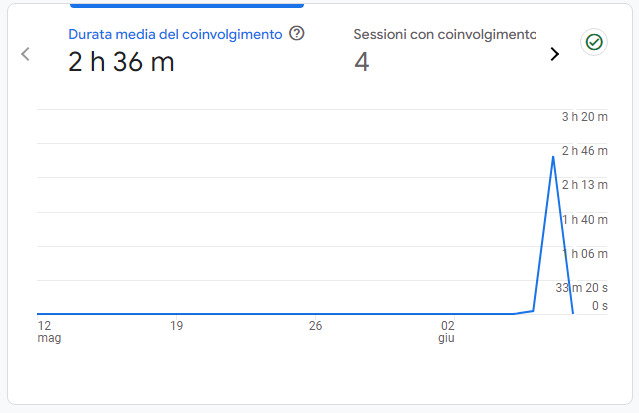 Durata media del coinvolgimento
2 h 36 m
Sessioni con coinvolgimento
4
3 h 20 m
2 h 46 m
2 h 13 m
1 h 40 m
1 h 06 m
33 m 20 s
0 s
12
mag
19
26
02
giu